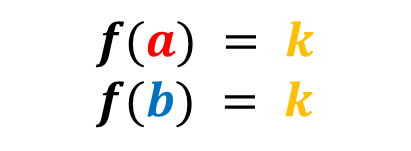 f(a) = k
f(b) = k